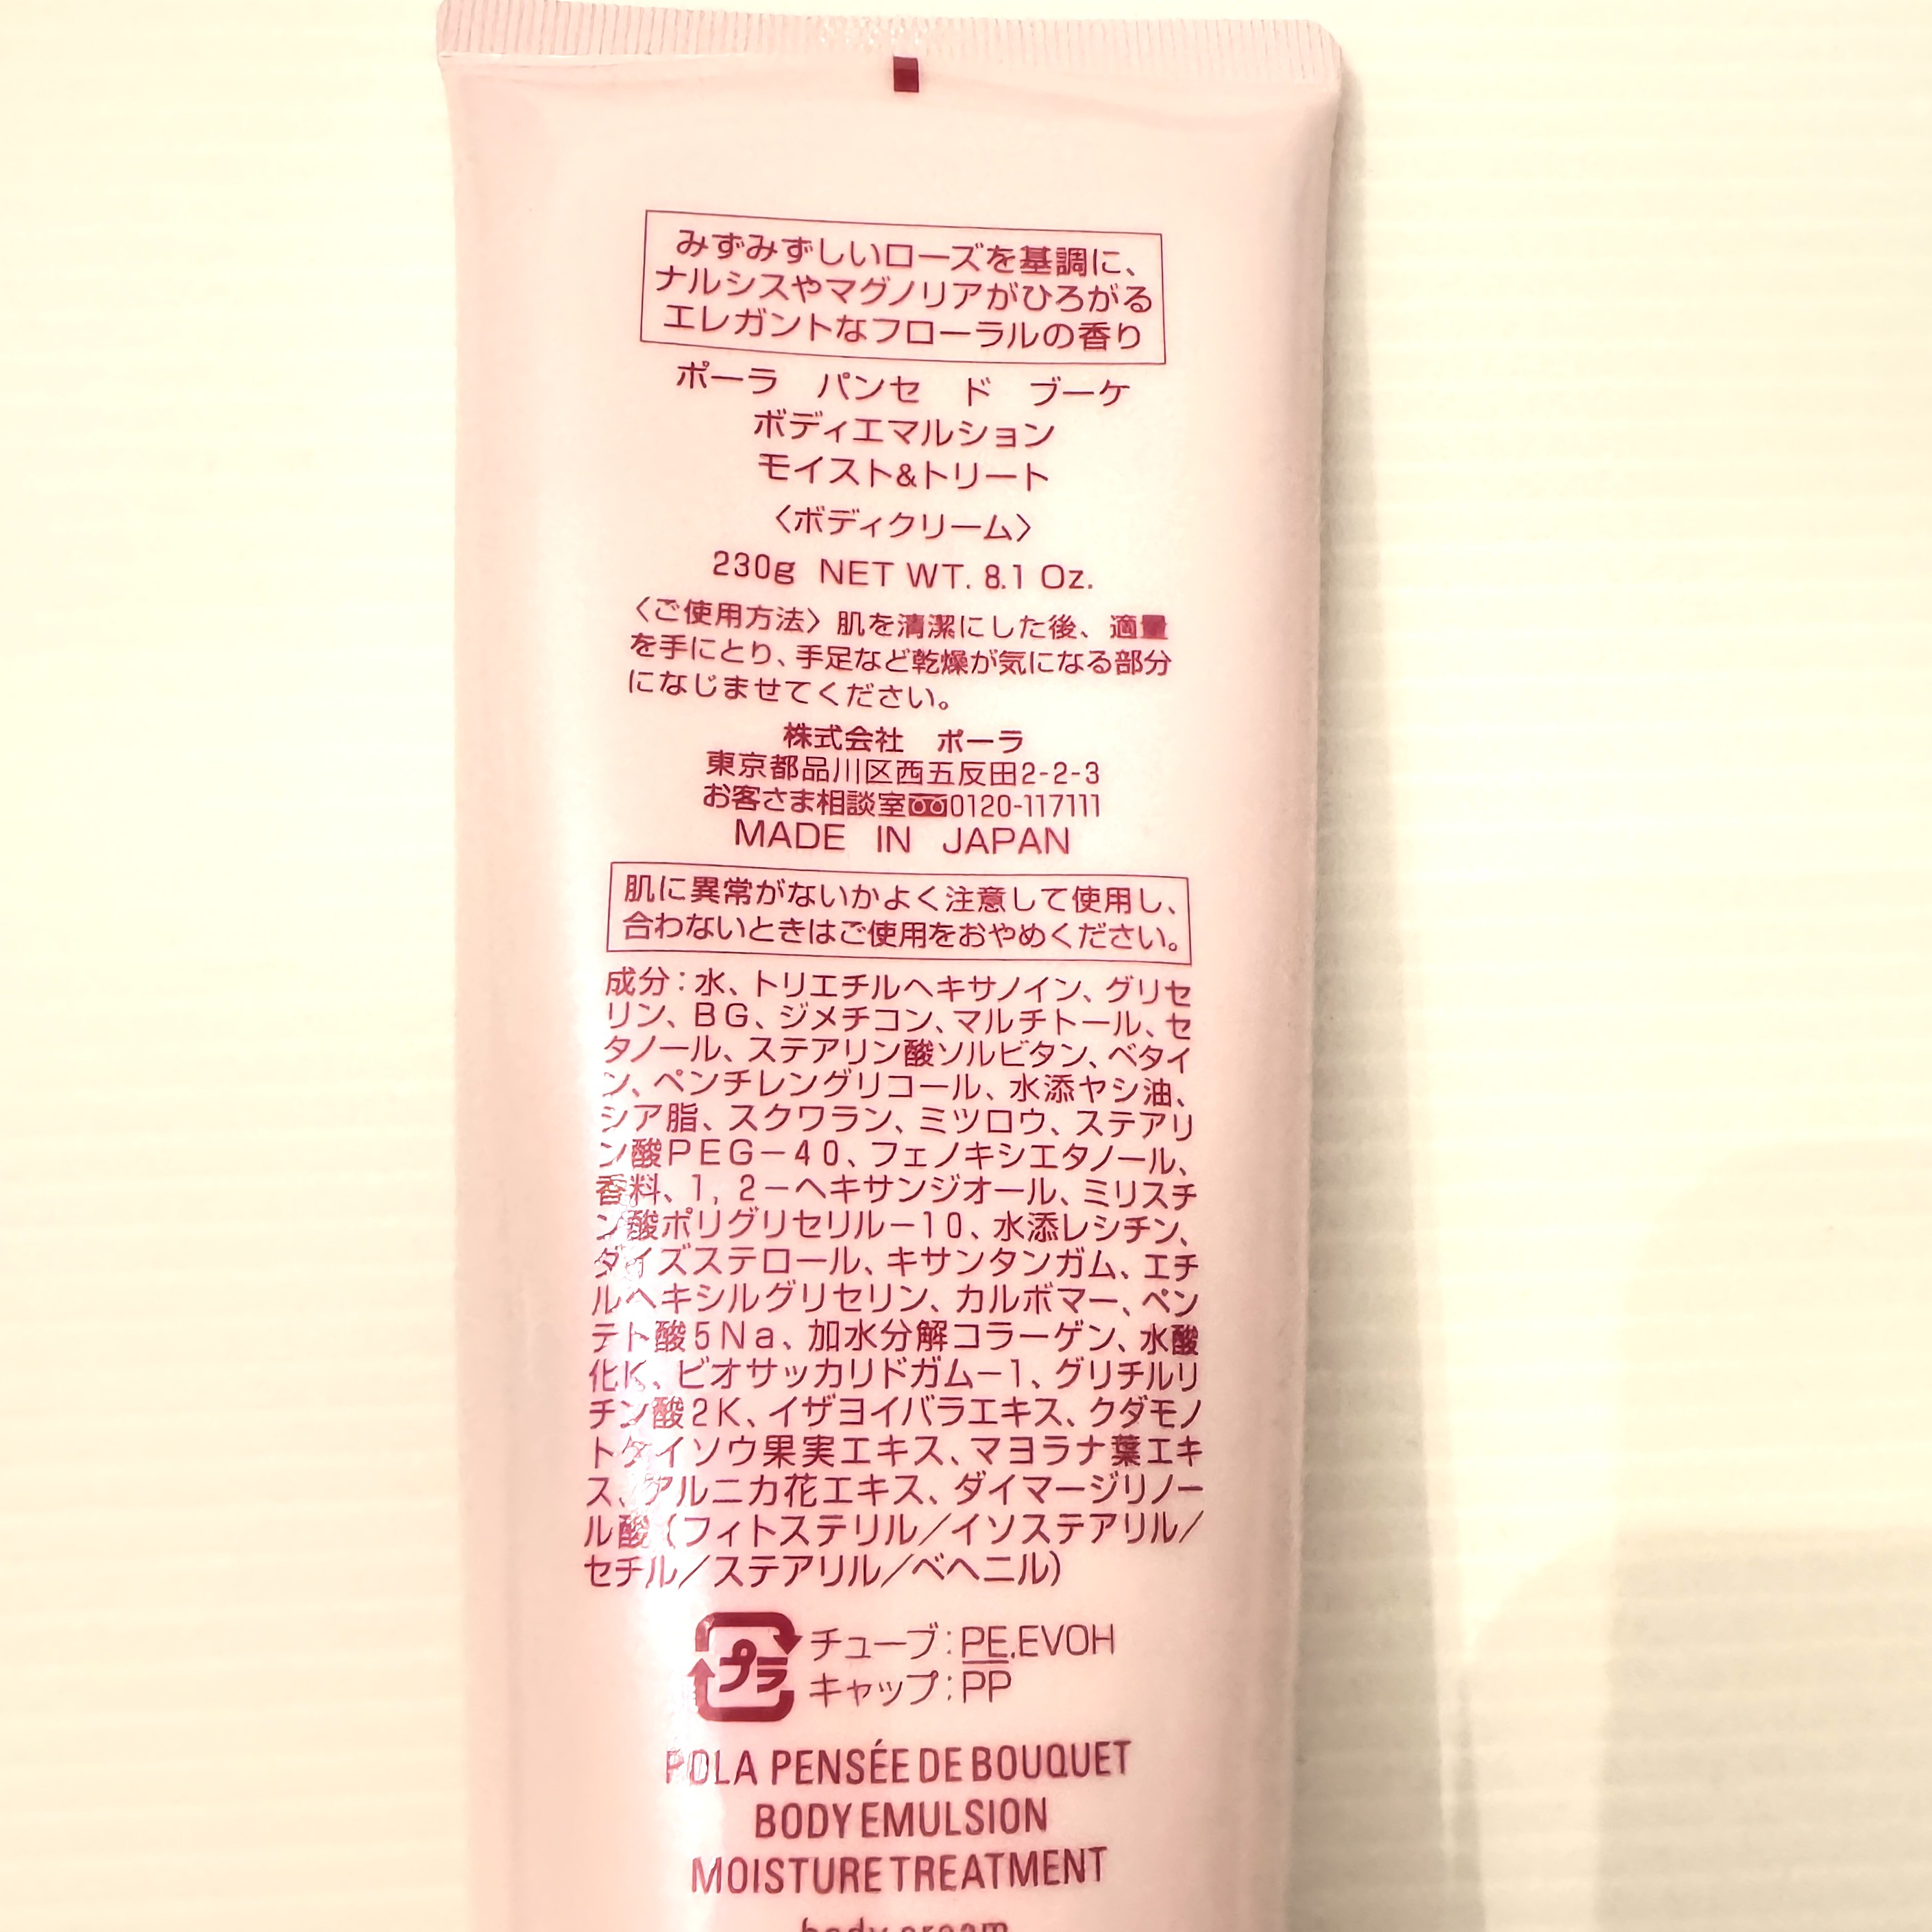 みずみずしいローズを基調に、
ナルシスやマグノリアがひろがる
エレガントなフローラルの香り
ポーラ パンセ ド ブーケ
ボディエマルション
モイスト&トリート
〈ボディクリーム〉
230g NET WT. 8.1 Oz.
〈ご使用方法〉肌を清潔にした後、適量
を手にとり、手足など乾燥が気になる部分
になじませてください。
株式会社 ポーラ
東京都品川区西五反田2-2-3
お客さま相談室0120-117111
MADE IN JAPAN
肌に異常がないかよく注意して使用し、
合わないときはご使用をおやめください。
成分：水、トリエチルヘキサノイン、グリセ
リン、BG、ジメチコン、マルチトール、セ
タノール、ステアリン酸ソルビタン、ベタイ
ン、ペンチレングリコール、水添ヤシ油、
シア脂、スクワラン、ミツロウ、ステアリ
ン酸PEG－40、フェノキシエタノール、
香料、1，2－ヘキサンジオール、ミリスチ
ン酸ポリグリセリル－10、水添レシチン、
ダイズステロール、キサンタンガム、エチ
ルヘキシルグリセリン、カルボマー、ペン
テト酸5Na、加水分解コラーゲン、水酸
化K、ビオサッカリドガム－1、グリチルリ
チン酸2K、イザヨイバラエキス、クダモノ
トケイソウ果実エキス、マヨラナ葉エキ
ス、アルニカ花エキス、ダイマージリノー
ル酸（フィトステリル／イソステアリル／
セチル／ステアリル／ベヘニル）
プラ チューブ：PE,EVOH
キャップ：PP
POLA PENSÉE DE BOUQUET
BODY EMULSION
MOISTURE TREATMENT
body cream